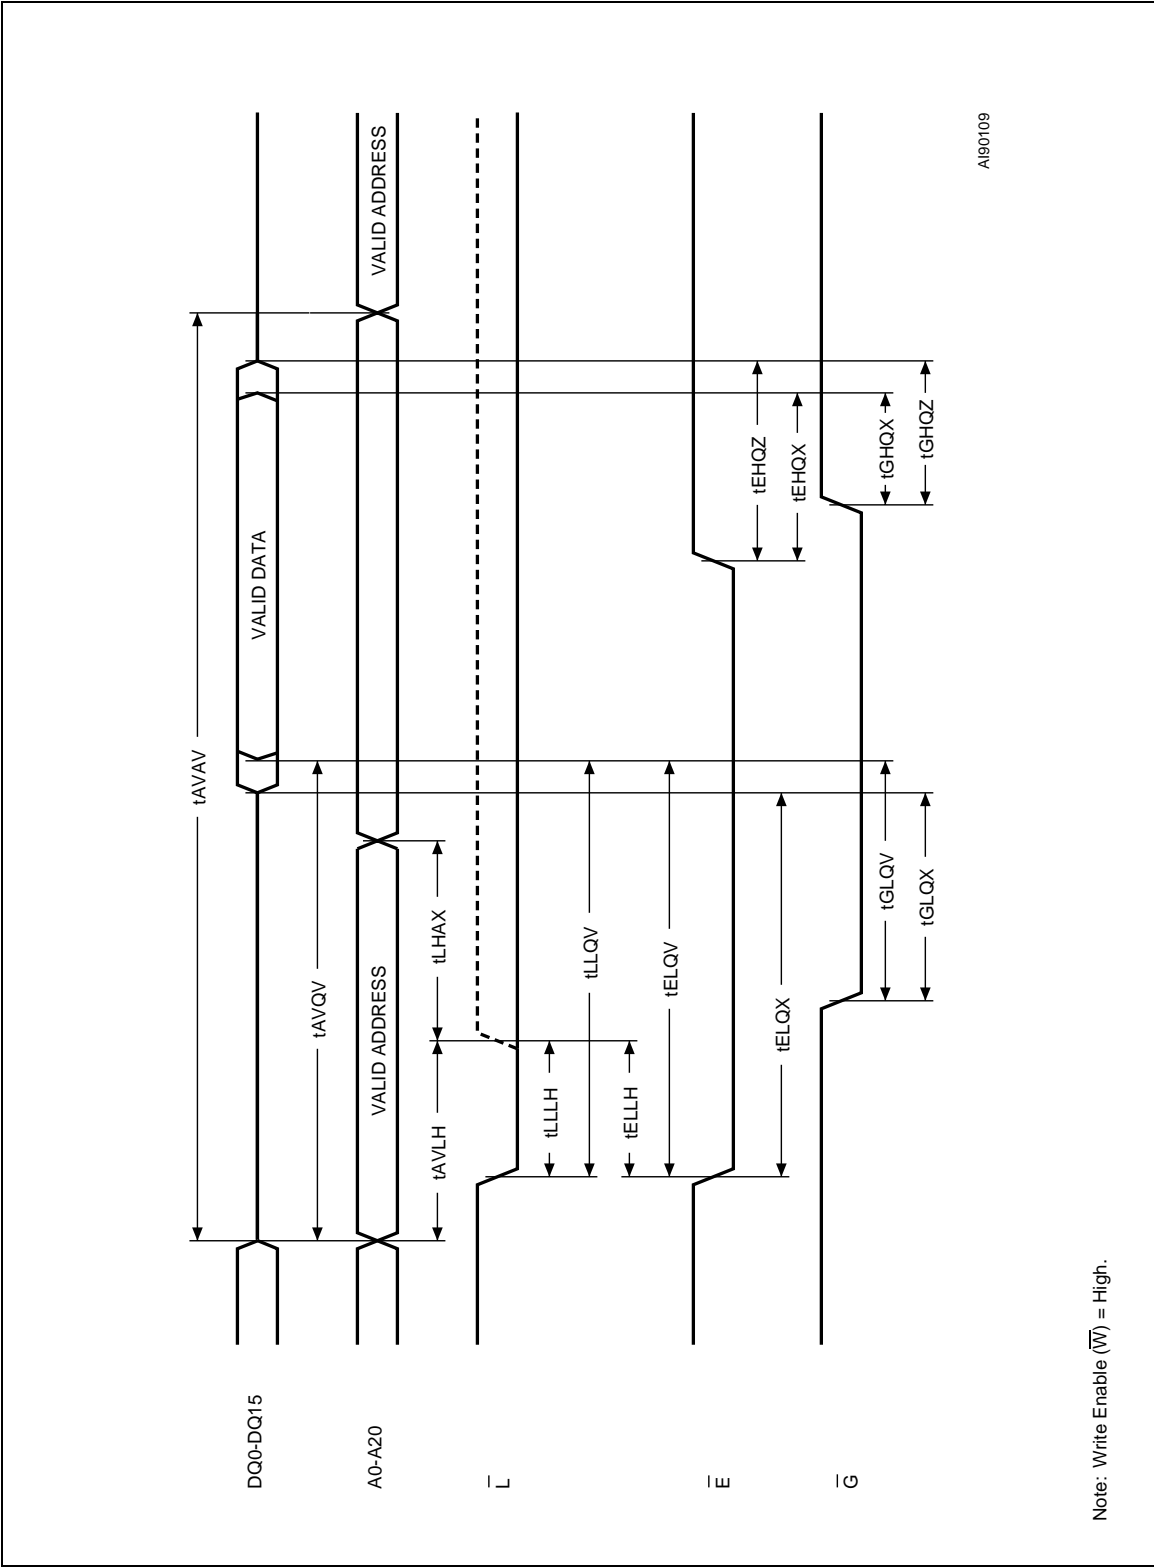 tAVAV
DQ0-DQ15
VALID DATA
tAVQV
A0-A20
VALID ADDRESS
VALID ADDRESS
tAVLH
tLHAX
L̅
tLLLH
tLLQV
tELLH
tELQV
E̅
tEHQZ
tELQX
tEHQX
G̅
tGLQV
tGHQX
tGLQX
tGHQZ
AI90109
Note: Write Enable (W̅) = High.